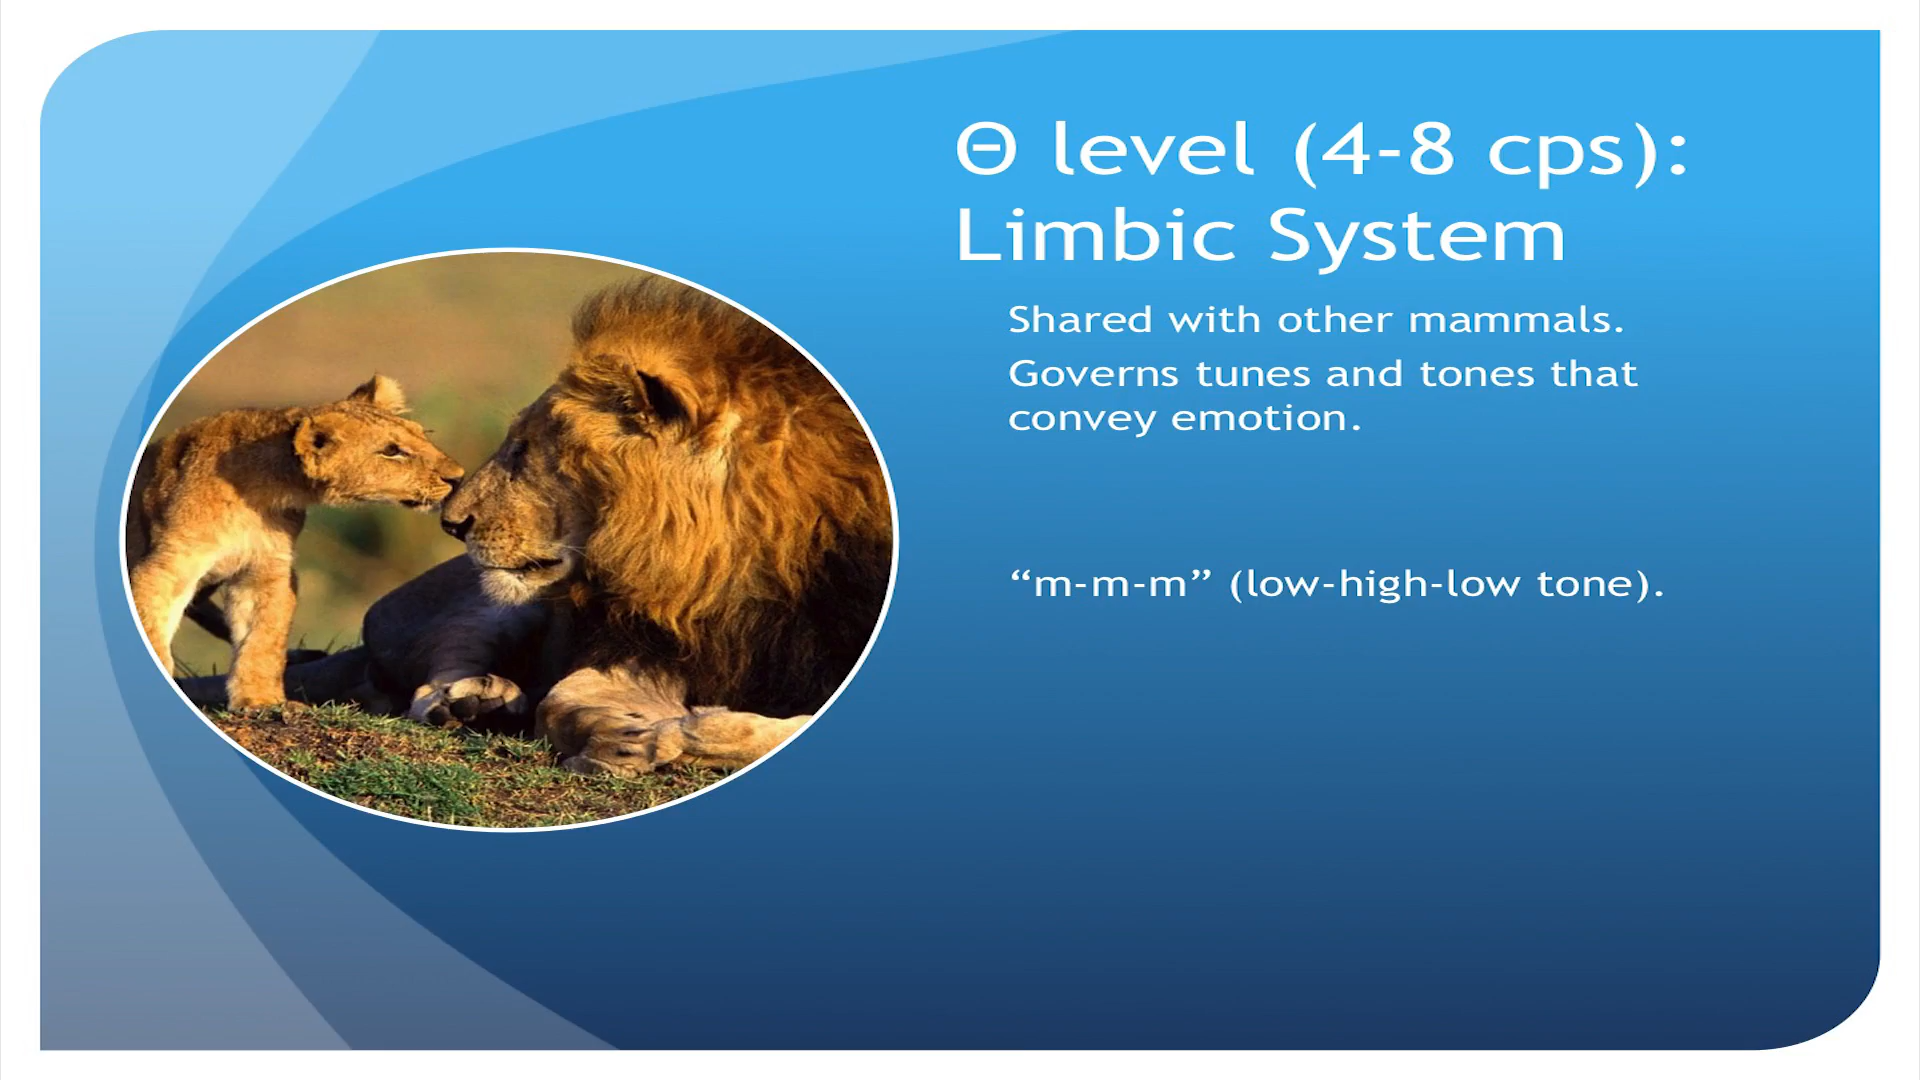 Θ level (4-8 cps):
Limbic System
Shared with other mammals.
Governs tunes and tones that
convey emotion.
“m-m-m” (low-high-low tone).